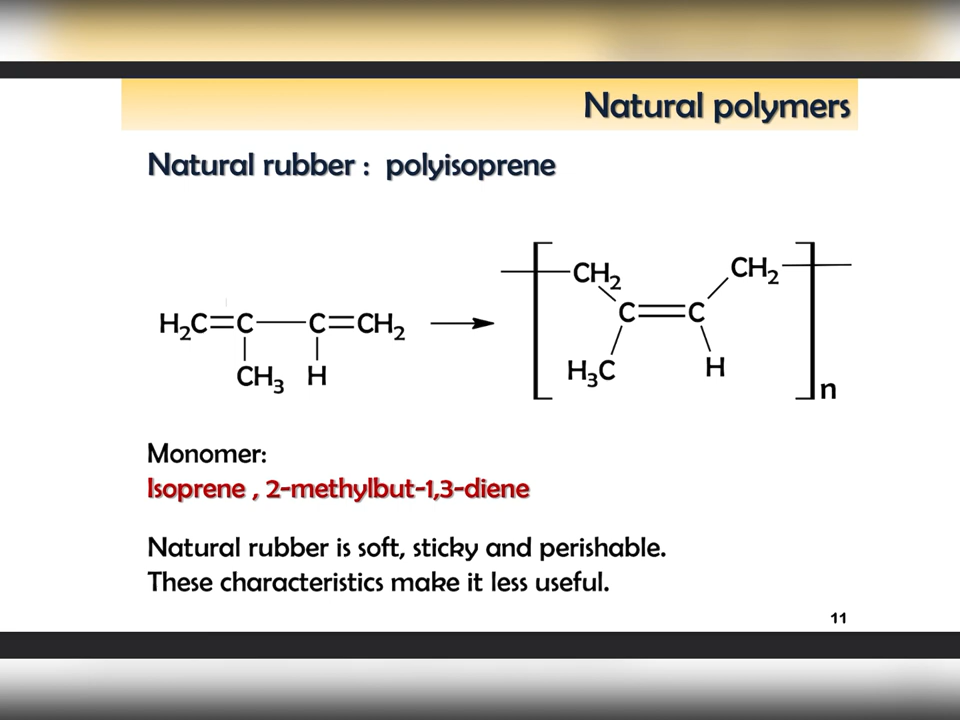 Natural polymers
Natural rubber : polyisoprene
H2C=C—C=CH2
CH3 H
CH2 CH2
C=C
H3C H
n
Monomer:
Isoprene , 2-methylbut-1,3-diene
Natural rubber is soft, sticky and perishable.
These characteristics make it less useful.
11